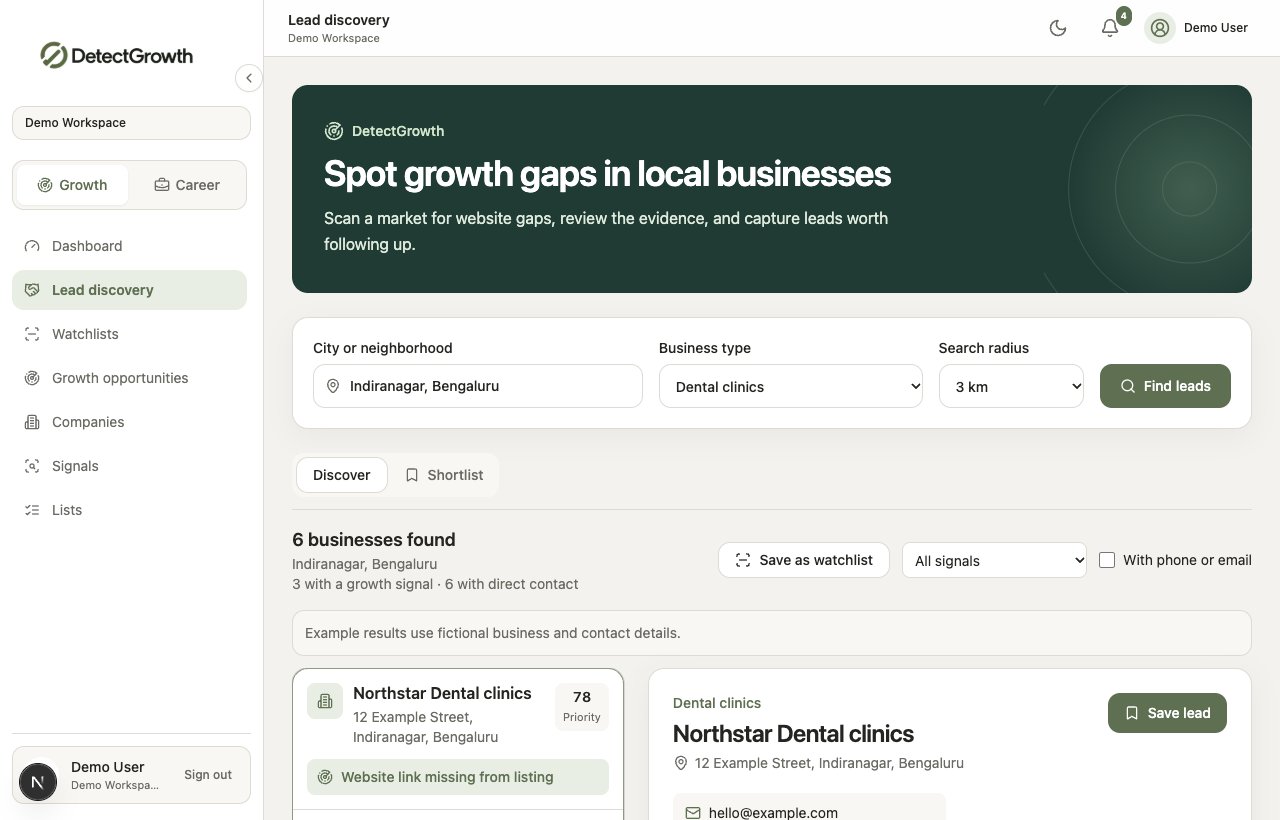 DetectGrowth
Demo Workspace
Growth
Career
Dashboard
Lead discovery
Watchlists
Growth opportunities
Companies
Signals
Lists
N
Demo User
Demo Workspa...
Sign out
Lead discovery
Demo Workspace
4
Demo User
DetectGrowth
Spot growth gaps in local businesses
Scan a market for website gaps, review the evidence, and capture leads worth
following up.
City or neighborhood
Business type
Search radius
Indiranagar, Bengaluru
Dental clinics
3 km
Find leads
Discover
Shortlist
6 businesses found
Indiranagar, Bengaluru
3 with a growth signal · 6 with direct contact
Save as watchlist
All signals
With phone or email
Example results use fictional business and contact details.
Northstar Dental clinics
12 Example Street,
Indiranagar, Bengaluru
78
Priority
Website link missing from listing
Dental clinics
Northstar Dental clinics
12 Example Street, Indiranagar, Bengaluru
Save lead
hello@example.com